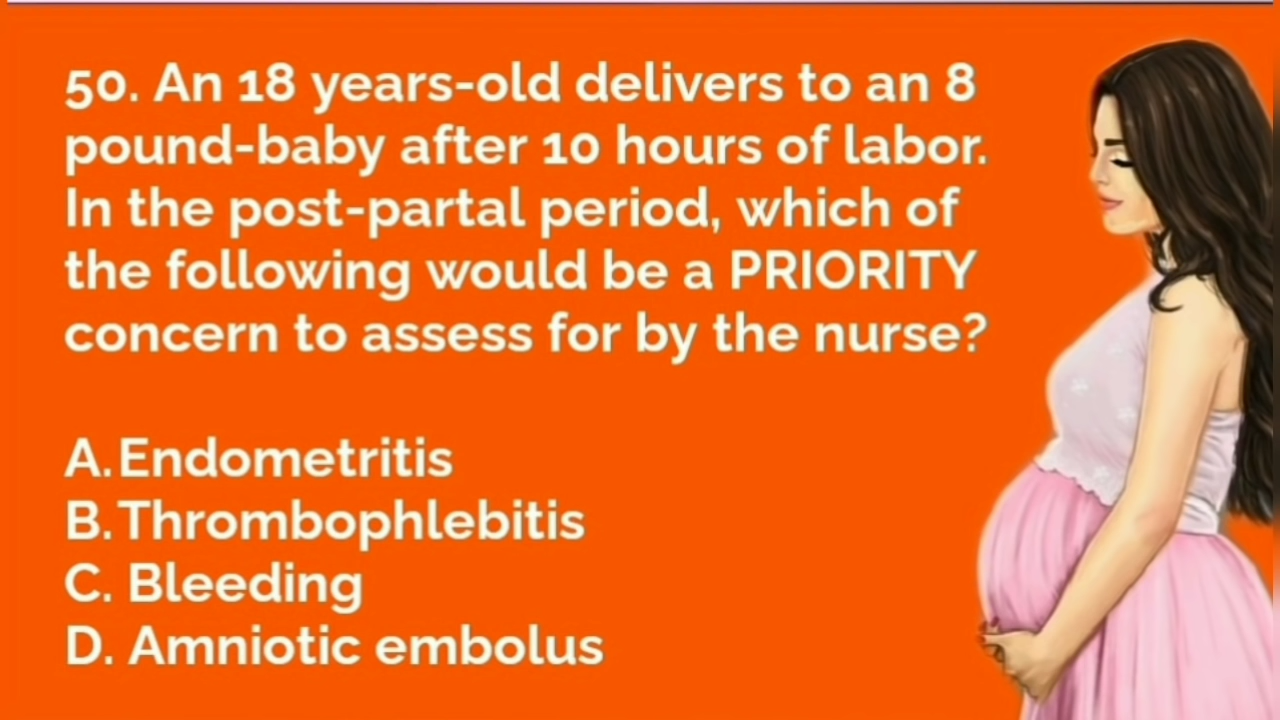 50. An 18 years-old delivers to an 8
pound-baby after 10 hours of labor.
In the post-partal period, which of
the following would be a PRIORITY
concern to assess for by the nurse?
A. Endometritis
B. Thrombophlebitis
C. Bleeding
D. Amniotic embolus